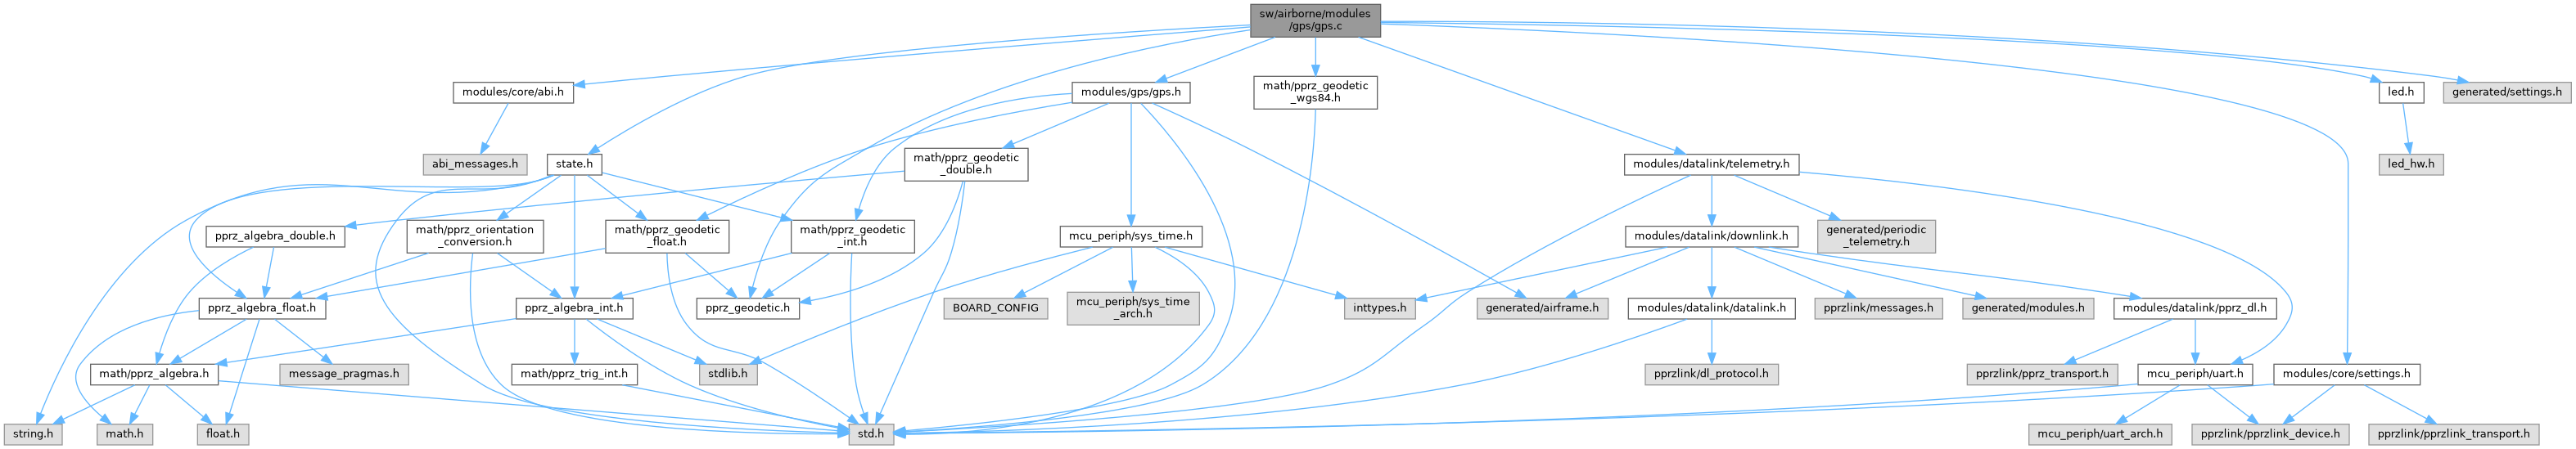 sw/airborne/modules
/gps/gps.c
modules/core/abi.h
modules/gps/gps.h
math/pprz_geodetic
_wgs84.h
led.h
generated/settings.h
abi_messages.h
state.h
math/pprz_geodetic
_double.h
modules/datalink/telemetry.h
led_hw.h
pprz_algebra_double.h
math/pprz_orientation
_conversion.h
math/pprz_geodetic
_float.h
math/pprz_geodetic
_int.h
mcu_periph/sys_time.h
modules/datalink/downlink.h
generated/periodic
_telemetry.h
pprz_algebra_float.h
pprz_algebra_int.h
pprz_geodetic.h
BOARD_CONFIG
mcu_periph/sys_time
_arch.h
inttypes.h
generated/airframe.h
modules/datalink/datalink.h
pprzlink/messages.h
generated/modules.h
modules/datalink/pprz_dl.h
math/pprz_algebra.h
message_pragmas.h
math/pprz_trig_int.h
stdlib.h
pprzlink/dl_protocol.h
pprzlink/pprz_transport.h
mcu_periph/uart.h
modules/core/settings.h
string.h
math.h
float.h
std.h
mcu_periph/uart_arch.h
pprzlink/pprzlink_device.h
pprzlink/pprzlink_transport.h